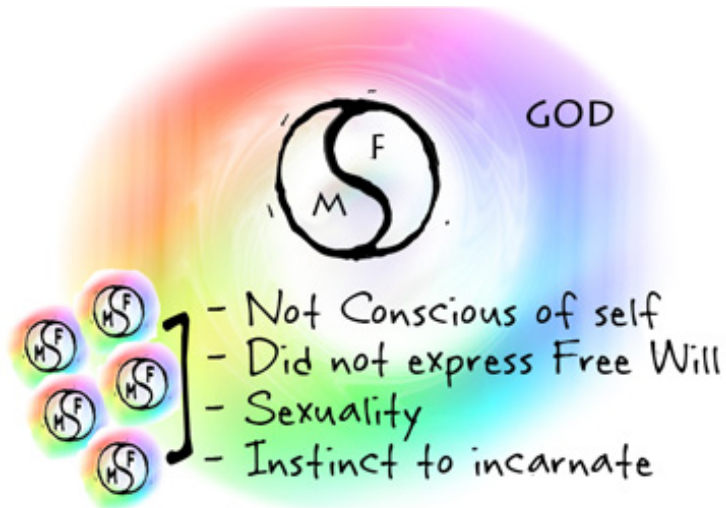 GOD
F
M
F
M
F
M
F
M
F
M
F
M
- Not Conscious of self
- Did not express Free Will
- Sexuality
- Instinct to incarnate